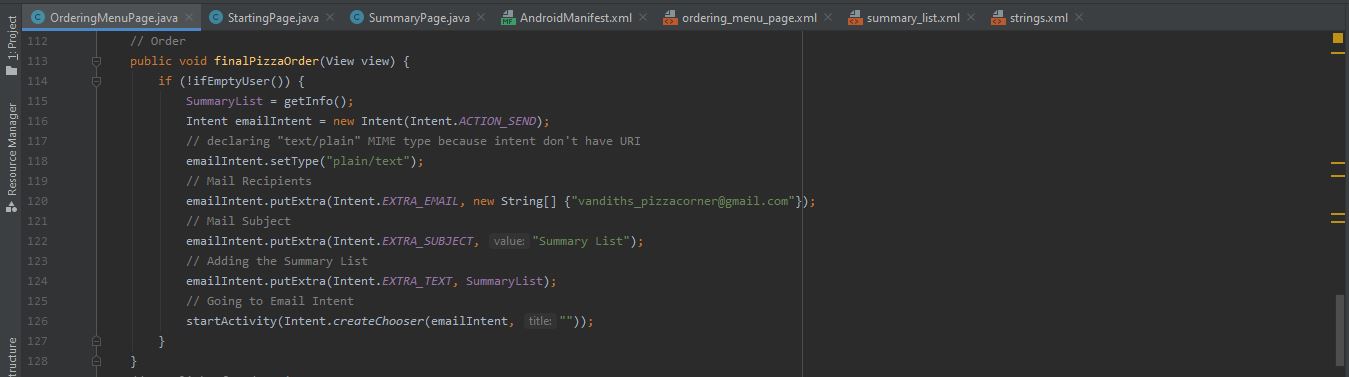 OrderingMenuPage.java StartingPage.java SummaryPage.java AndroidManifest.xml ordering_menu_page.xml summary_list.xml strings.xml
1: Project
Resource Manager
112 // Order
113 public void finalPizzaOrder(View view) {
114 if (!ifEmptyUser()) {
115 SummaryList = getInfo();
116 Intent emailIntent = new Intent(Intent.ACTION_SEND);
117 // declaring "text/plain" MIME type because intent don't have URI
118 emailIntent.setType("plain/text");
119 // Mail Recipients
120 emailIntent.putExtra(Intent.EXTRA_EMAIL, new String[] {"vandiths_pizzacorner@gmail.com"});
121 // Mail Subject
122 emailIntent.putExtra(Intent.EXTRA_SUBJECT, value: "Summary List");
123 // Adding the Summary List
124 emailIntent.putExtra(Intent.EXTRA_TEXT, SummaryList);
125 // Going to Email Intent
126 startActivity(Intent.createChooser(emailIntent, title: ""));
127 }
128 }